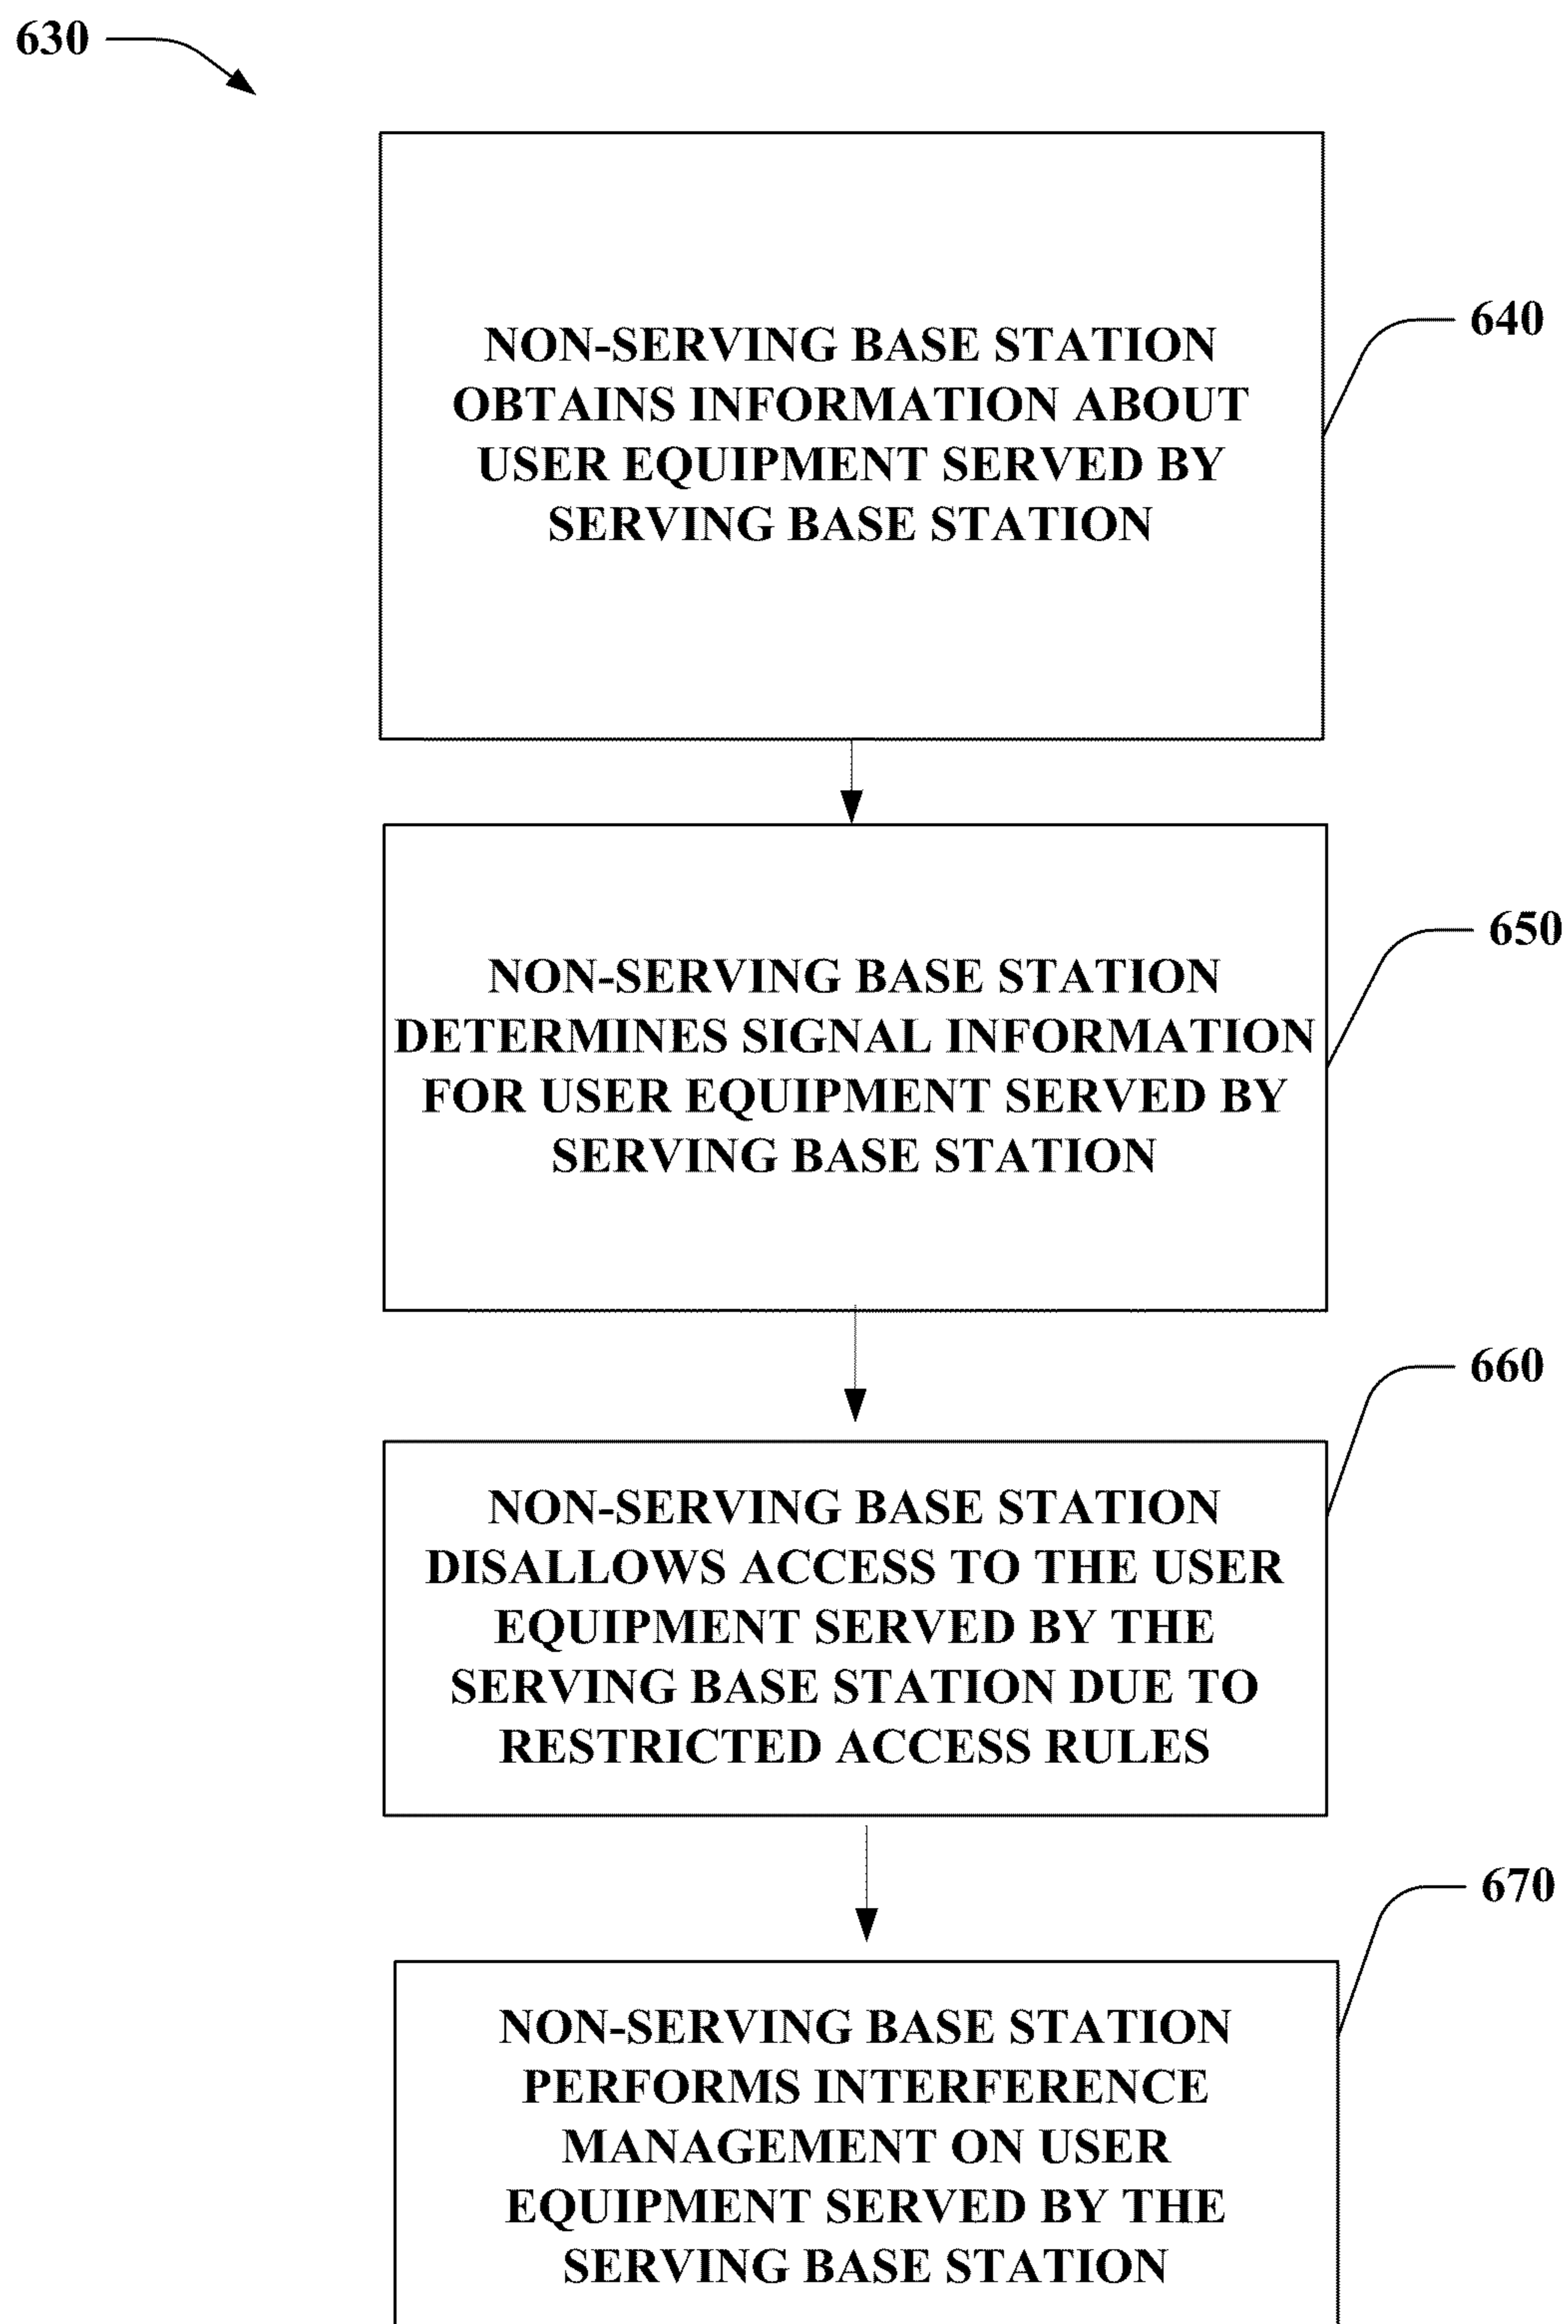 630
NON-SERVING BASE STATION
OBTAINS INFORMATION ABOUT
USER EQUIPMENT SERVED BY
SERVING BASE STATION
640
NON-SERVING BASE STATION
DETERMINES SIGNAL INFORMATION
FOR USER EQUIPMENT SERVED BY
SERVING BASE STATION
650
NON-SERVING BASE STATION
DISALLOWS ACCESS TO THE USER
EQUIPMENT SERVED BY THE
SERVING BASE STATION DUE TO
RESTRICTED ACCESS RULES
660
NON-SERVING BASE STATION
PERFORMS INTERFERENCE
MANAGEMENT ON USER
EQUIPMENT SERVED BY THE
SERVING BASE STATION
670